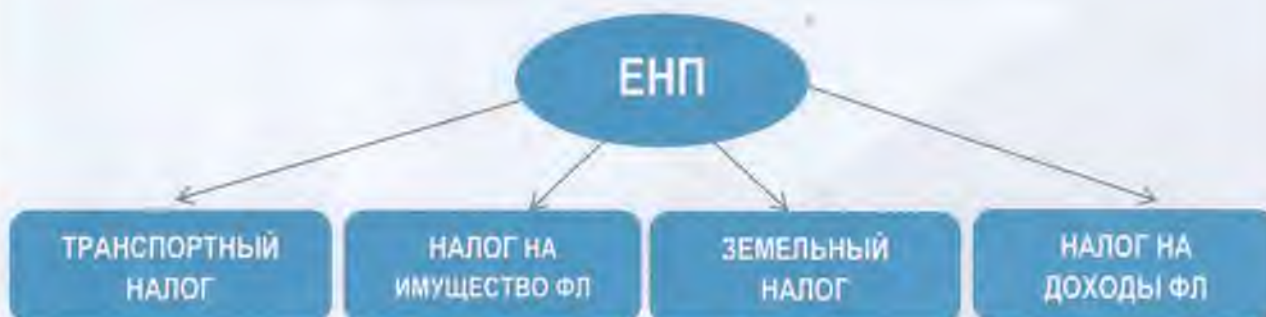 ЕНП
ТРАНСПОРТНЫЙ
НАЛОГ
НАЛОГ НА
ИМУЩЕСТВО ФЛ
ЗЕМЕЛЬНЫЙ
НАЛОГ
НАЛОГ НА
ДОХОДЫ ФЛ